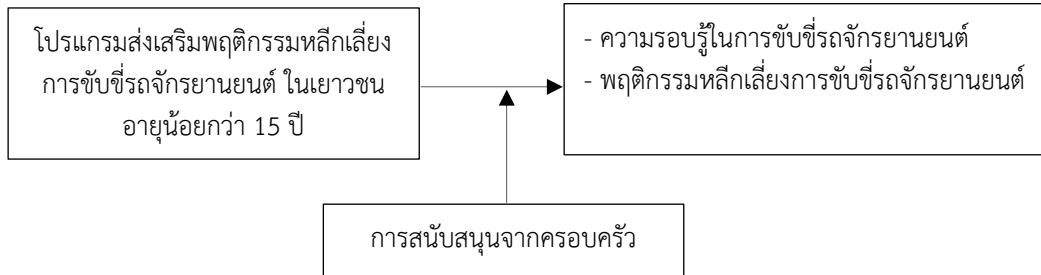 โปรแกรมส่งเสริมพฤติกรรมหลีกเลี่ยง
การขับขี่รถจักรยานยนต์ ในเยาวชน
อายุน้อยกว่า 15 ปี
- ความรอบรู้ในการขับขี่รถจักรยานยนต์
- พฤติกรรมหลีกเลี่ยงการขับขี่รถจักรยานยนต์
การสนับสนุนจากครอบครัว